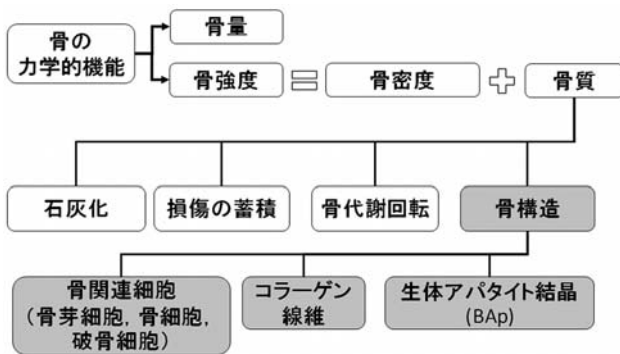 骨の
力学的機能
骨量
骨強度 = 骨密度 + 骨質
石灰化
損傷の蓄積
骨代謝回転
骨構造
骨関連細胞
(骨芽細胞, 骨細胞,
破骨細胞)
コラーゲン
線維
生体アパタイト結晶
(BAp)